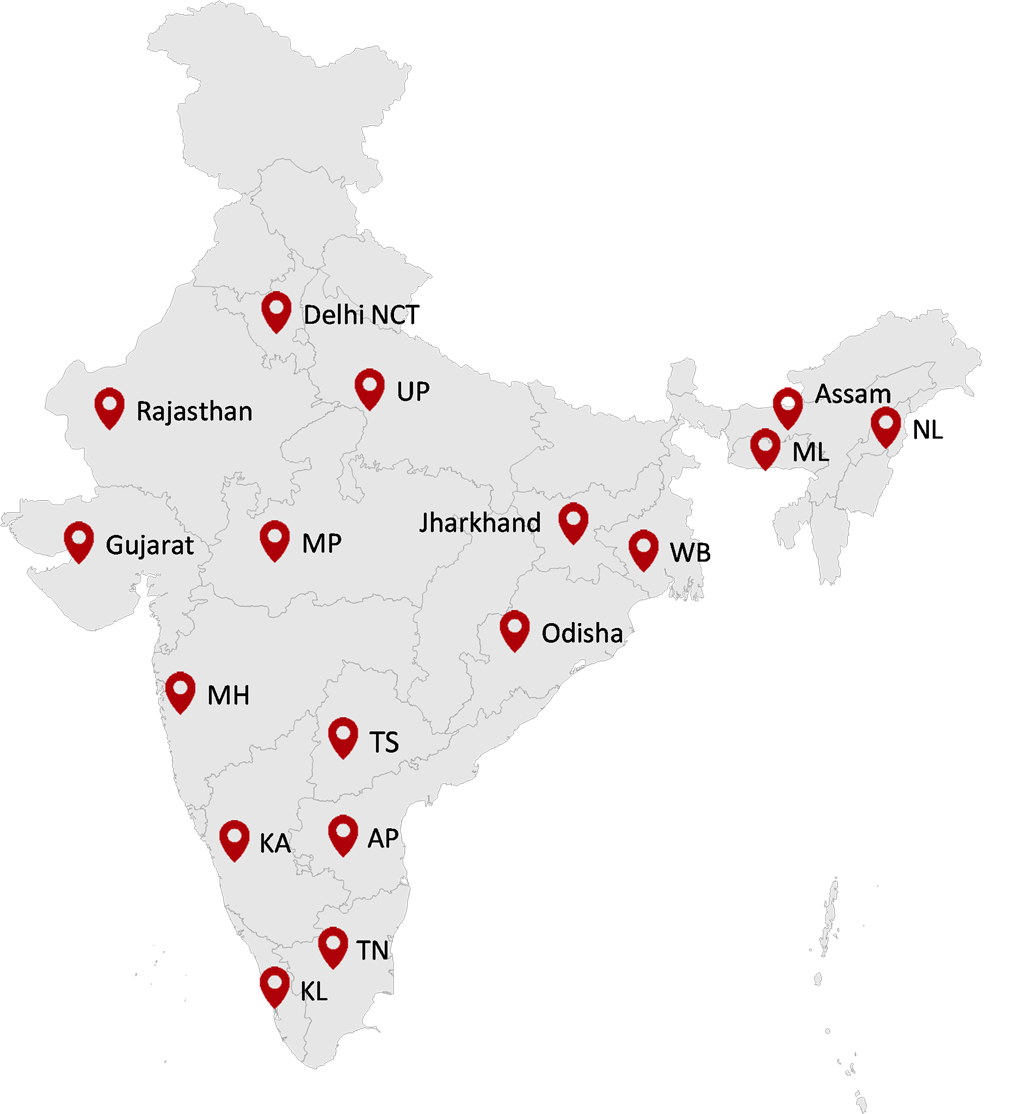 Delhi NCT
UP
Assam
Rajasthan
NL
ML
Jharkhand
MP
Gujarat
WB
Odisha
MH
TS
AP
KA
TN
KL